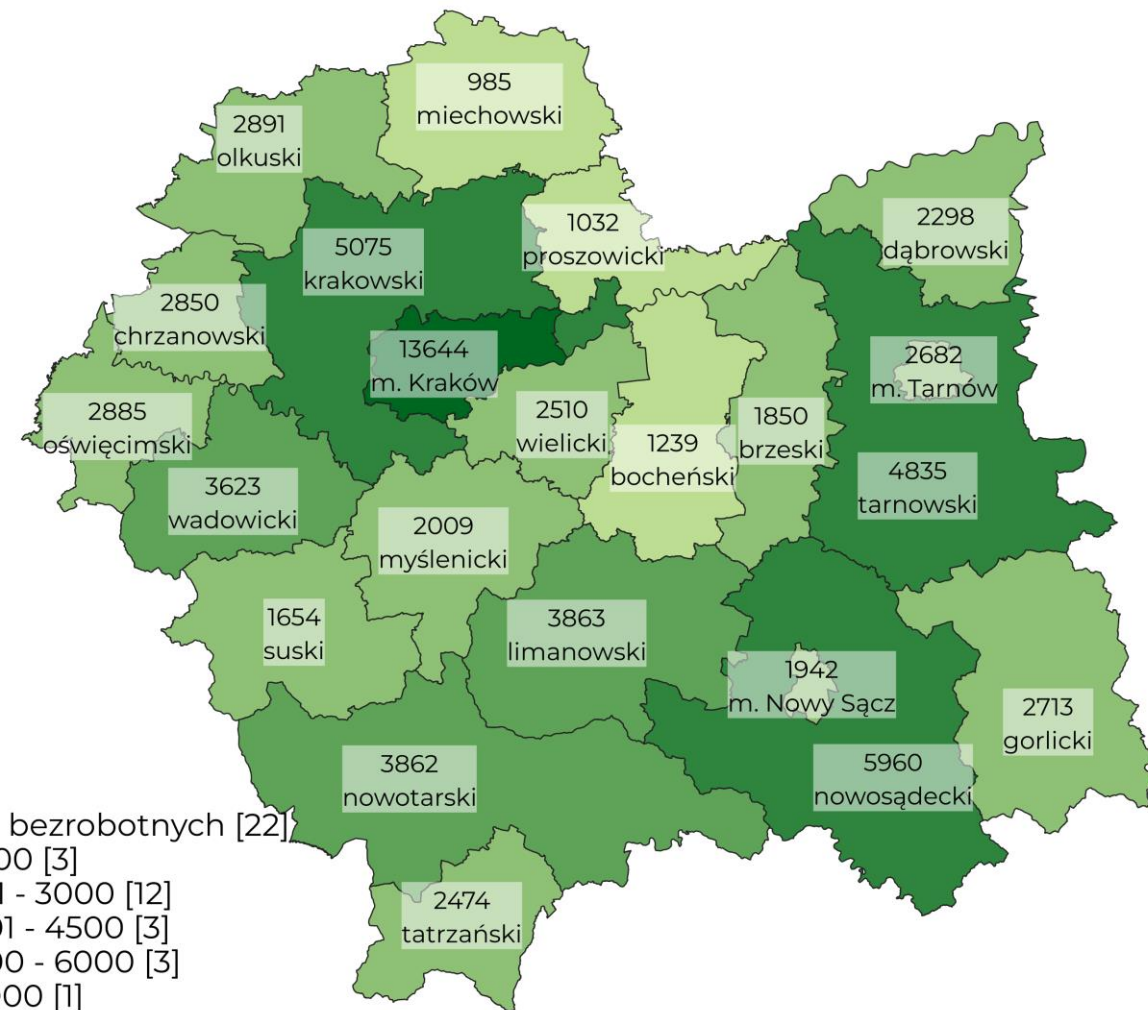 985
miechowski
2891
olkuski
1032
proszowicki
2298
dąbrowski
5075
krakowski
2850
chrzanowski
13644
m. Kraków
2682
m. Tarnów
2885
oświęcimski
2510
wielicki
1239
bocheński
1850
brzeski
3623
wadowicki
4835
tarnowski
2009
myślenicki
1654
suski
3863
limanowski
1942
m. Nowy Sącz
2713
gorlicki
3862
nowotarski
5960
nowosądecki
bezrobotnych [22]
00 [3]
1 - 3000 [12]
01 - 4500 [3]
00 - 6000 [3]
000 [1]
2474
tatrzański